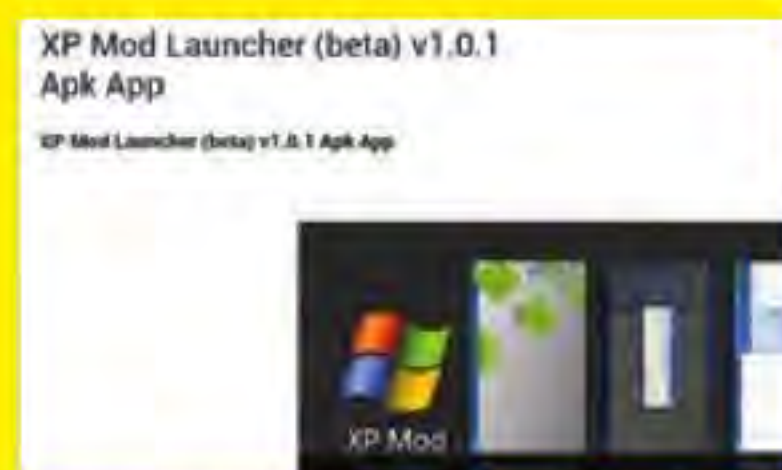 XP Mod Launcher (beta) v1.0.1
Apk App
XP Mod Launcher (beta) v1.0.1 Apk App
XP Mod